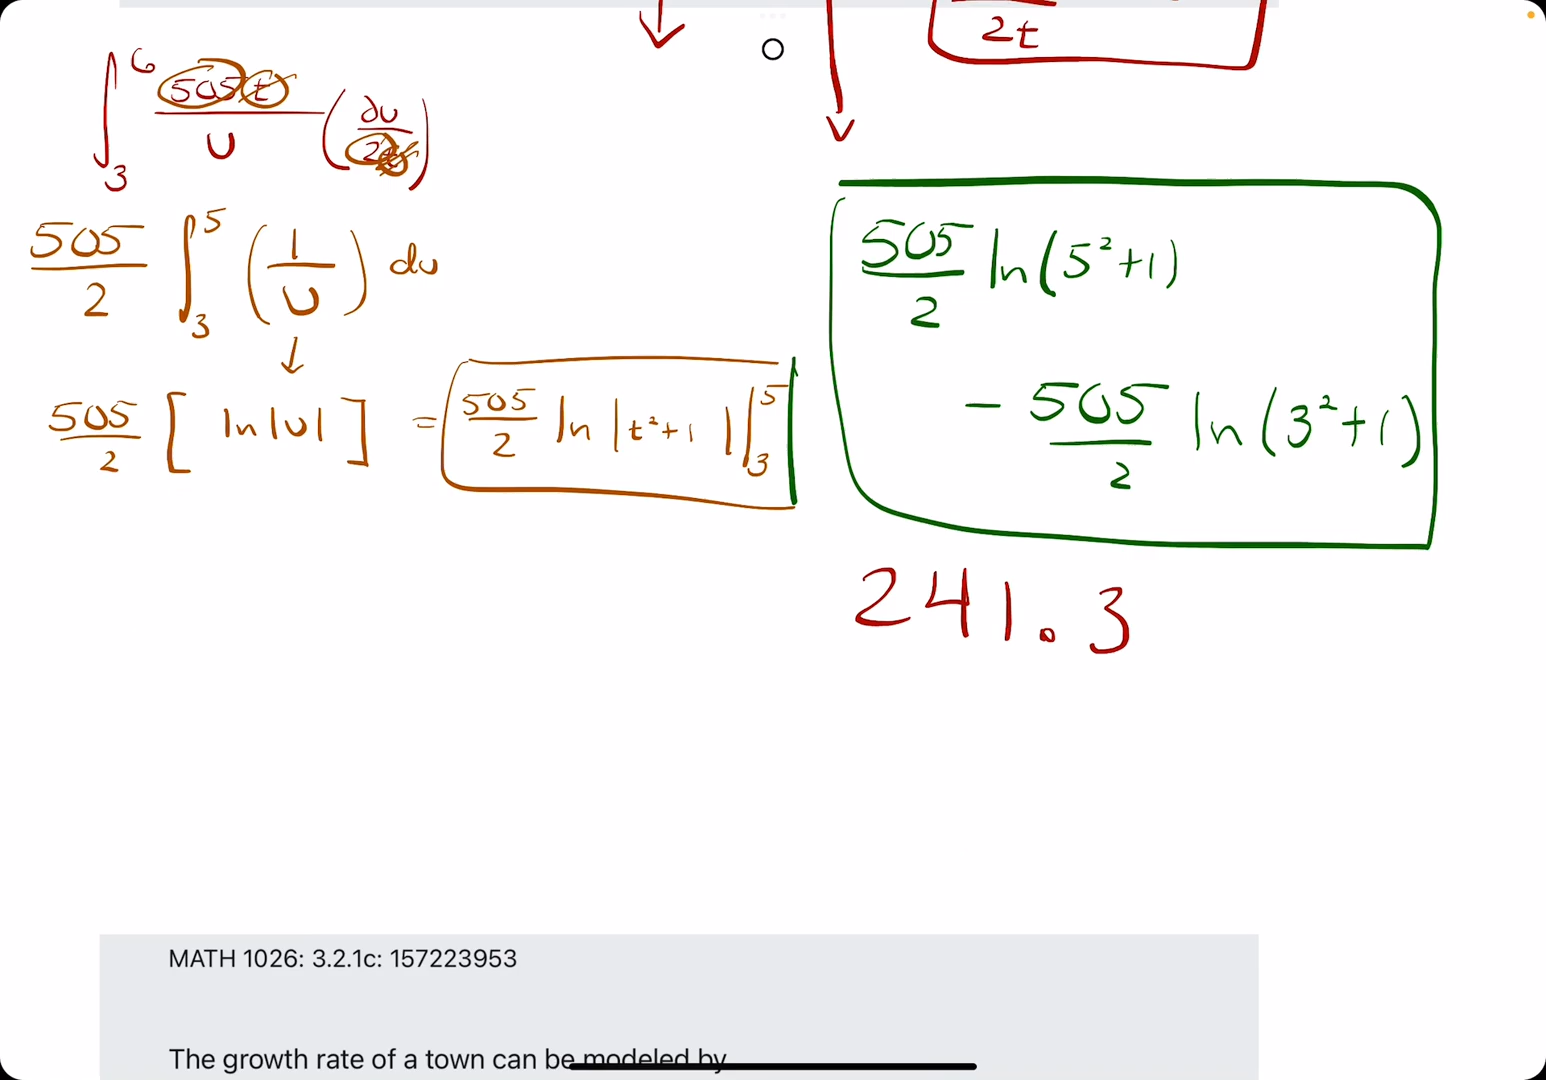 2t
∫₃⁶ 505t/u (du/2t)
505/2 ∫₃⁵ (1/u) du
505/2 [ ln|u| ] = 505/2 ln |t²+1| |₃⁵
505/2 ln(5²+1)
- 505/2 ln(3²+1)
241.3
MATH 1026: 3.2.1c: 157223953
The growth rate of a town can be modeled by